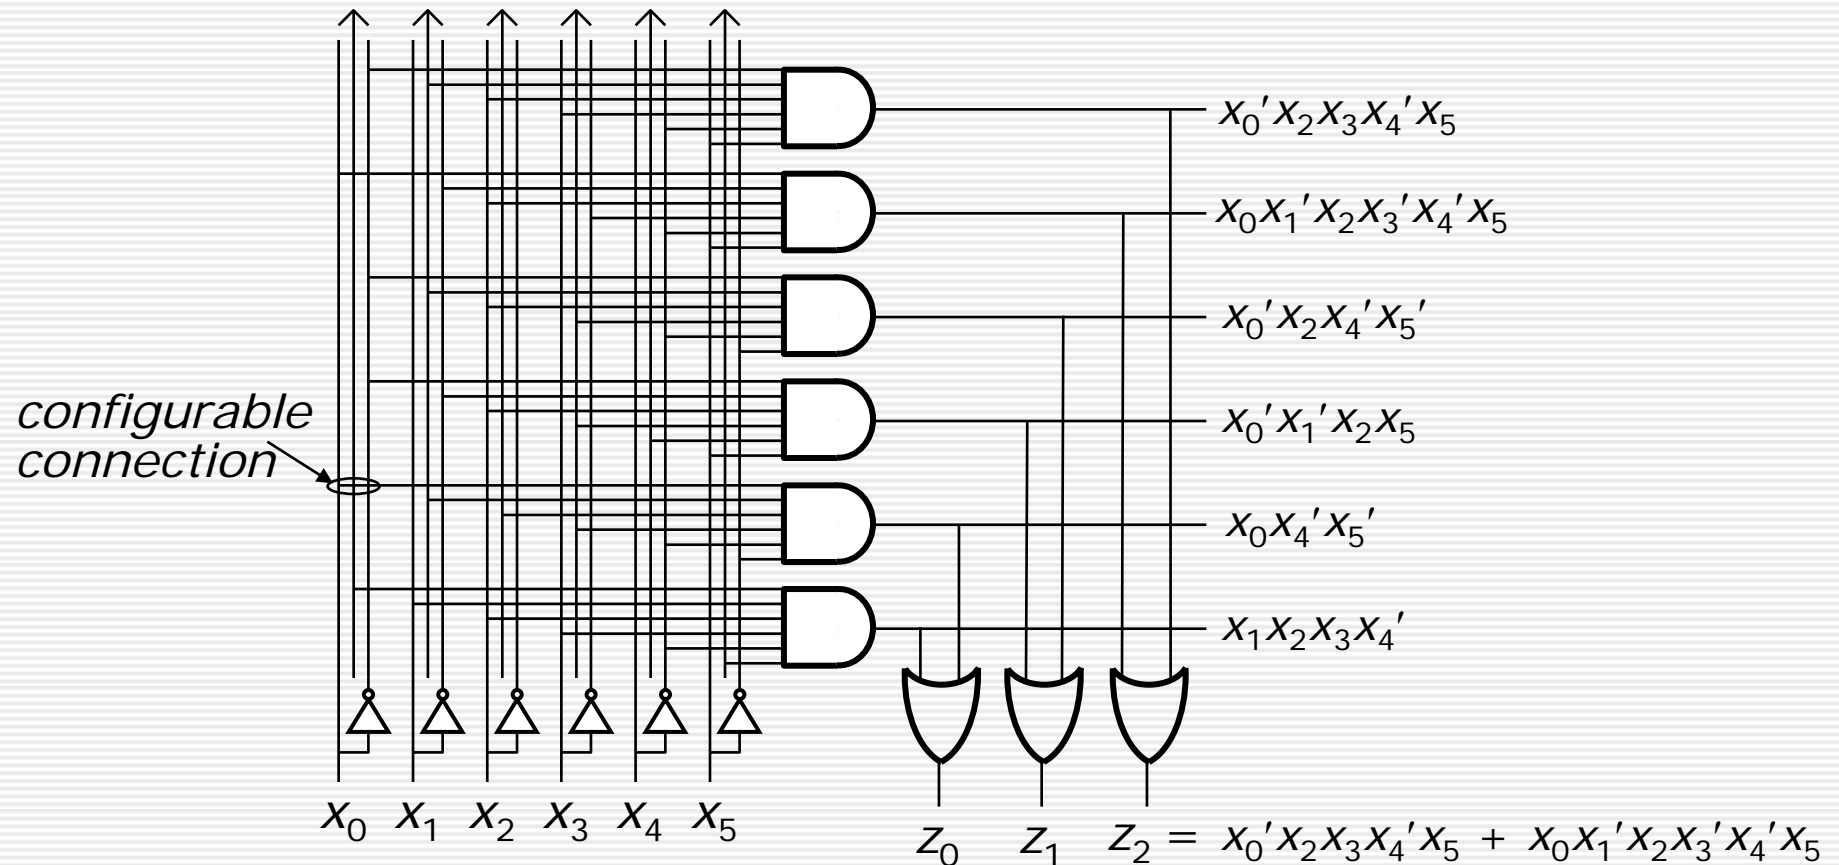 x₀′x₂x₃x₄′x₅
x₀x₁′x₂x₃′x₄′x₅
x₀′x₂x₄′x₅′
configurable
connection
x₀′x₁′x₂x₅
x₀x₄′x₅′
x₁x₂x₃x₄′
x₀ x₁ x₂ x₃ x₄ x₅
z₀ z₁ z₂ = x₀′x₂x₃x₄′x₅ + x₀x₁′x₂x₃′x₄′x₅